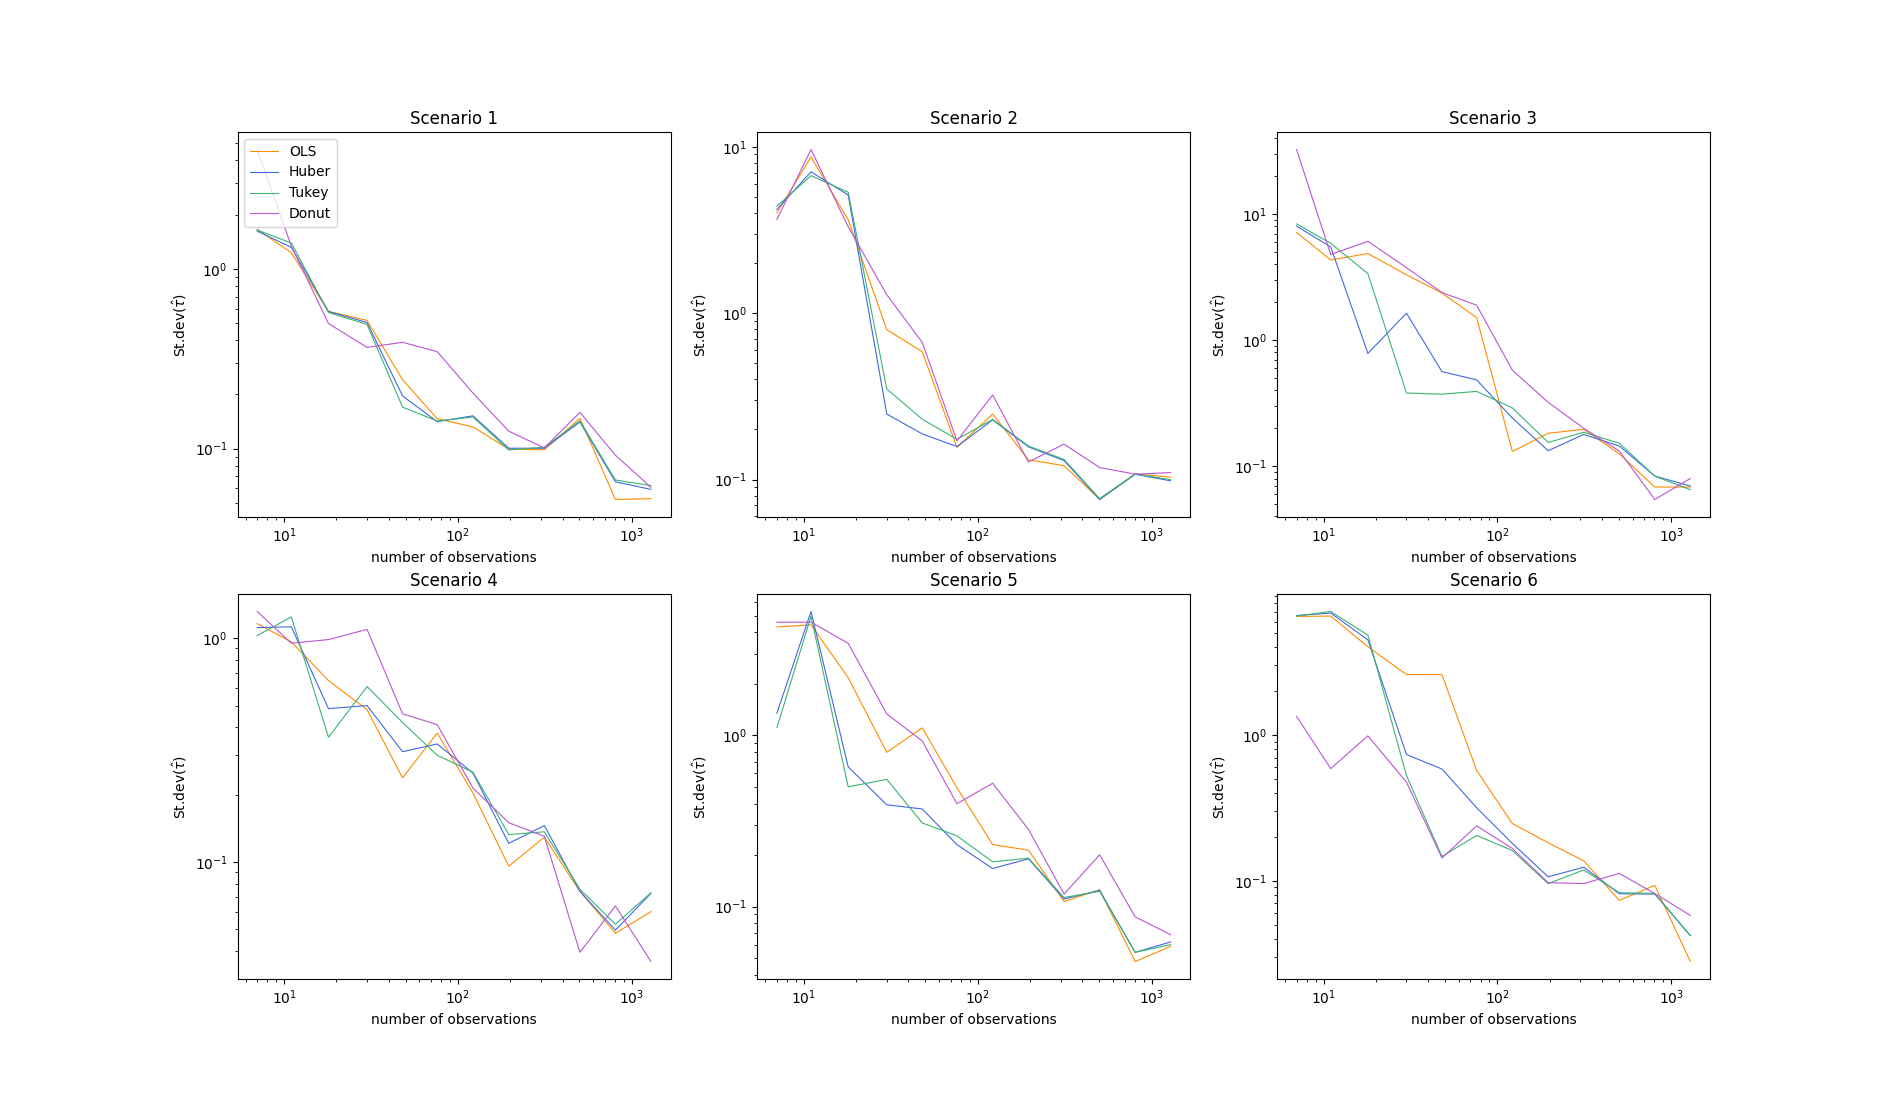 Scenario 1
Scenario 2
Scenario 3
OLS
Huber
Tukey
Donut
10⁰
10⁻¹
St.dev(τ̂)
10¹
10²
10³
number of observations
10¹
10⁰
10⁻¹
St.dev(τ̂)
10¹
10²
10³
number of observations
10¹
10⁰
10⁻¹
St.dev(τ̂)
10¹
10²
10³
number of observations
Scenario 4
Scenario 5
Scenario 6
10⁰
10⁻¹
St.dev(τ̂)
10¹
10²
10³
number of observations
10⁰
10⁻¹
St.dev(τ̂)
10¹
10²
10³
number of observations
10⁰
10⁻¹
St.dev(τ̂)
10¹
10²
10³
number of observations